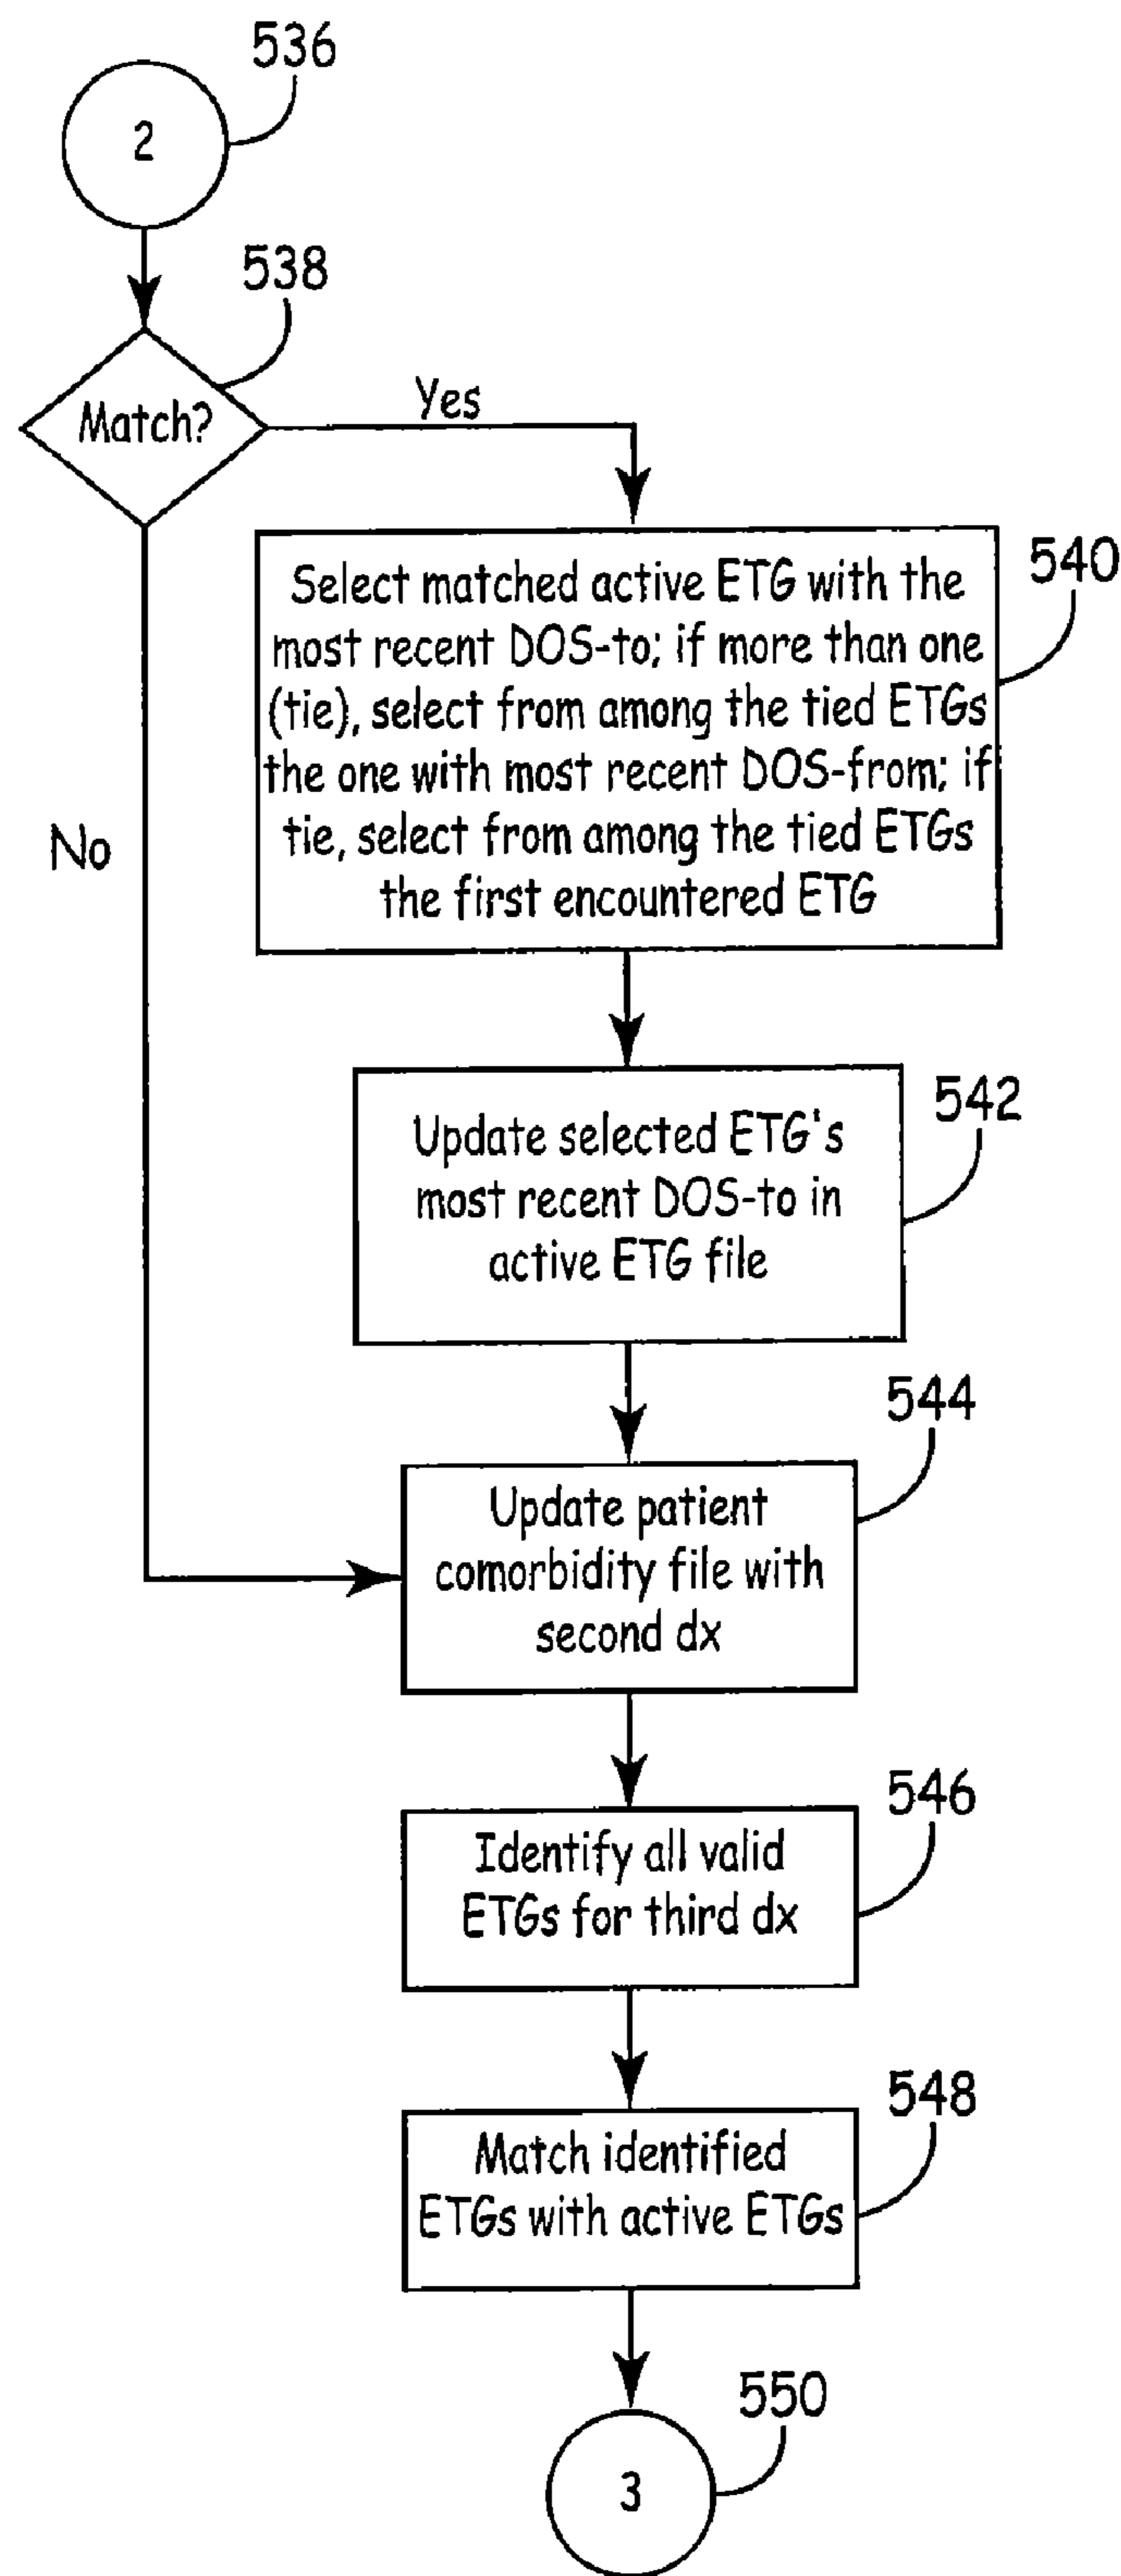 536
2
538
Match?
Yes
540
Select matched active ETG with the
most recent DOS-to; if more than one
(tie), select from among the tied ETGs
the one with most recent DOS-from; if
tie, select from among the tied ETGs
the first encountered ETG
No
542
Update selected ETG's
most recent DOS-to in
active ETG file
544
Update patient
comorbidity file with
second dx
546
Identify all valid
ETGs for third dx
548
Match identified
ETGs with active ETGs
550
3